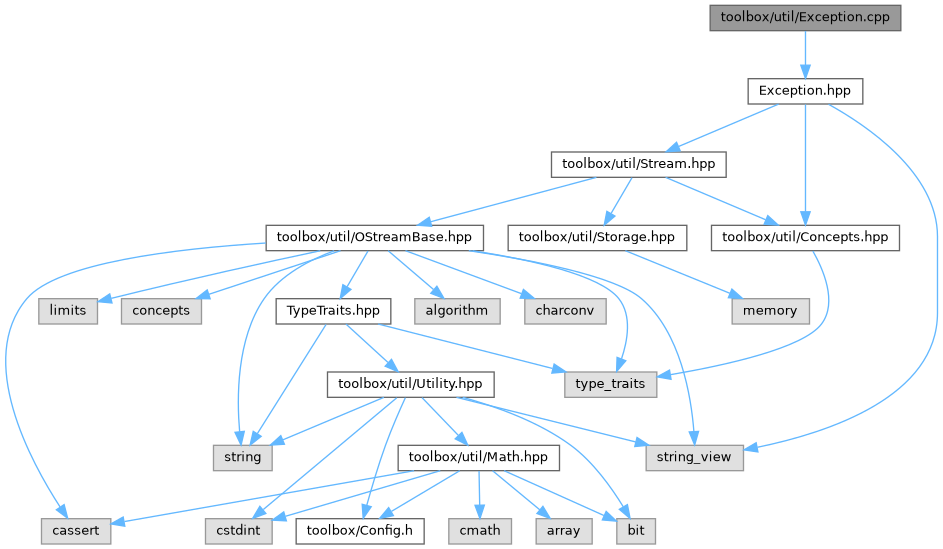 toolbox/util/Exception.cpp
Exception.hpp
toolbox/util/Stream.hpp
toolbox/util/OStreamBase.hpp
toolbox/util/Storage.hpp
toolbox/util/Concepts.hpp
limits
concepts
TypeTraits.hpp
algorithm
charconv
memory
toolbox/util/Utility.hpp
type_traits
string
toolbox/util/Math.hpp
string_view
cassert
cstdint
toolbox/Config.h
cmath
array
bit